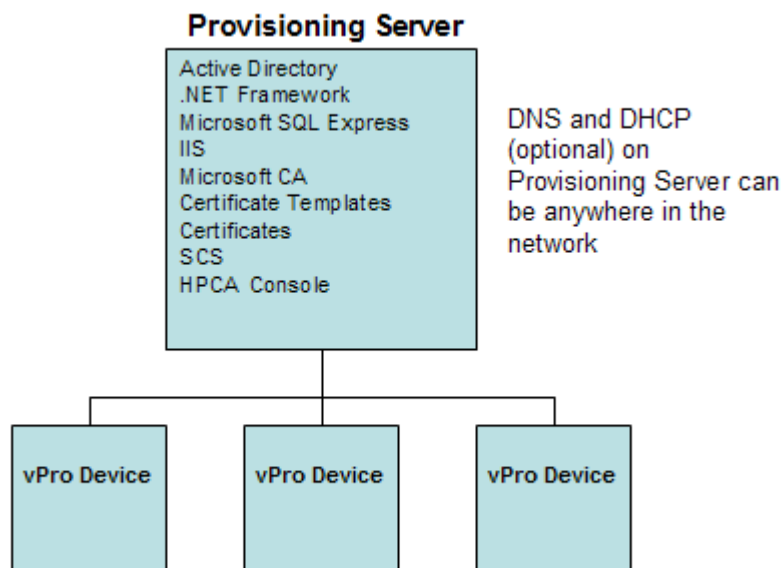 Provisioning Server
Active Directory
.NET Framework
Microsoft SQL Express
IIS
Microsoft CA
Certificate Templates
Certificates
SCS
HPCA Console
DNS and DHCP
(optional) on
Provisioning Server can
be anywhere in the
network
vPro Device
vPro Device
vPro Device